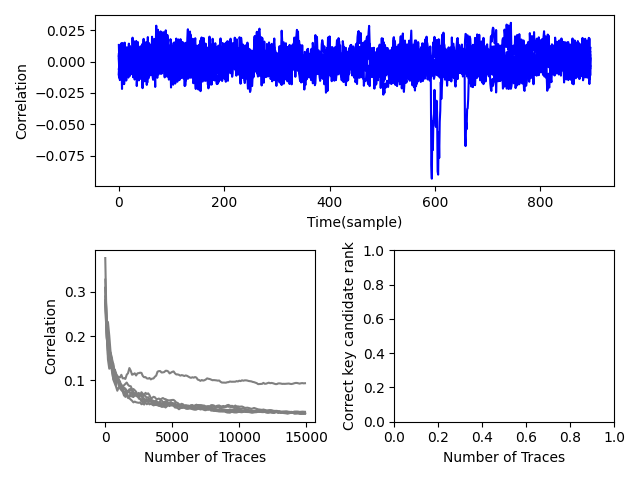 0.025
0.000
−0.025
−0.050
−0.075
Correlation
0 200 400 600 800
Time(sample)
0.3
0.2
0.1
Correlation
0 5000 10000 15000
Number of Traces
1.0
0.8
0.6
0.4
0.2
0.0
Correct key candidate rank
0.0 0.2 0.4 0.6 0.8 1.0
Number of Traces